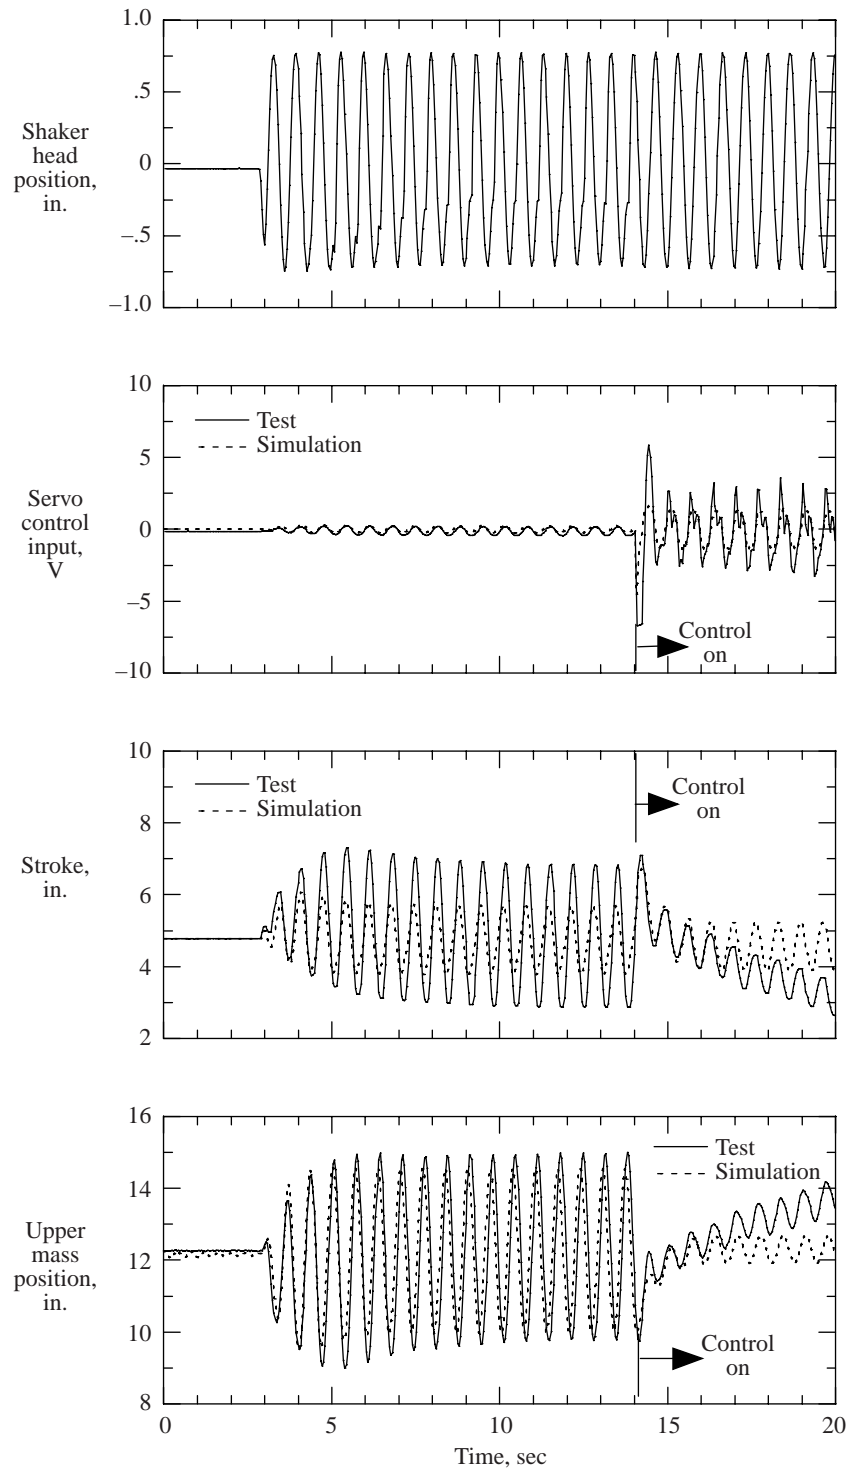 1.0
.5
0
–.5
–1.0
Shaker
head
position,
in.
10
5
0
–5
–10
Servo
control
input,
V
Test
Simulation
Control
on
10
8
6
4
2
Stroke,
in.
Test
Simulation
Control
on
16
14
12
10
8
Upper
mass
position,
in.
Test
Simulation
Control
on
0
5
10
15
20
Time, sec